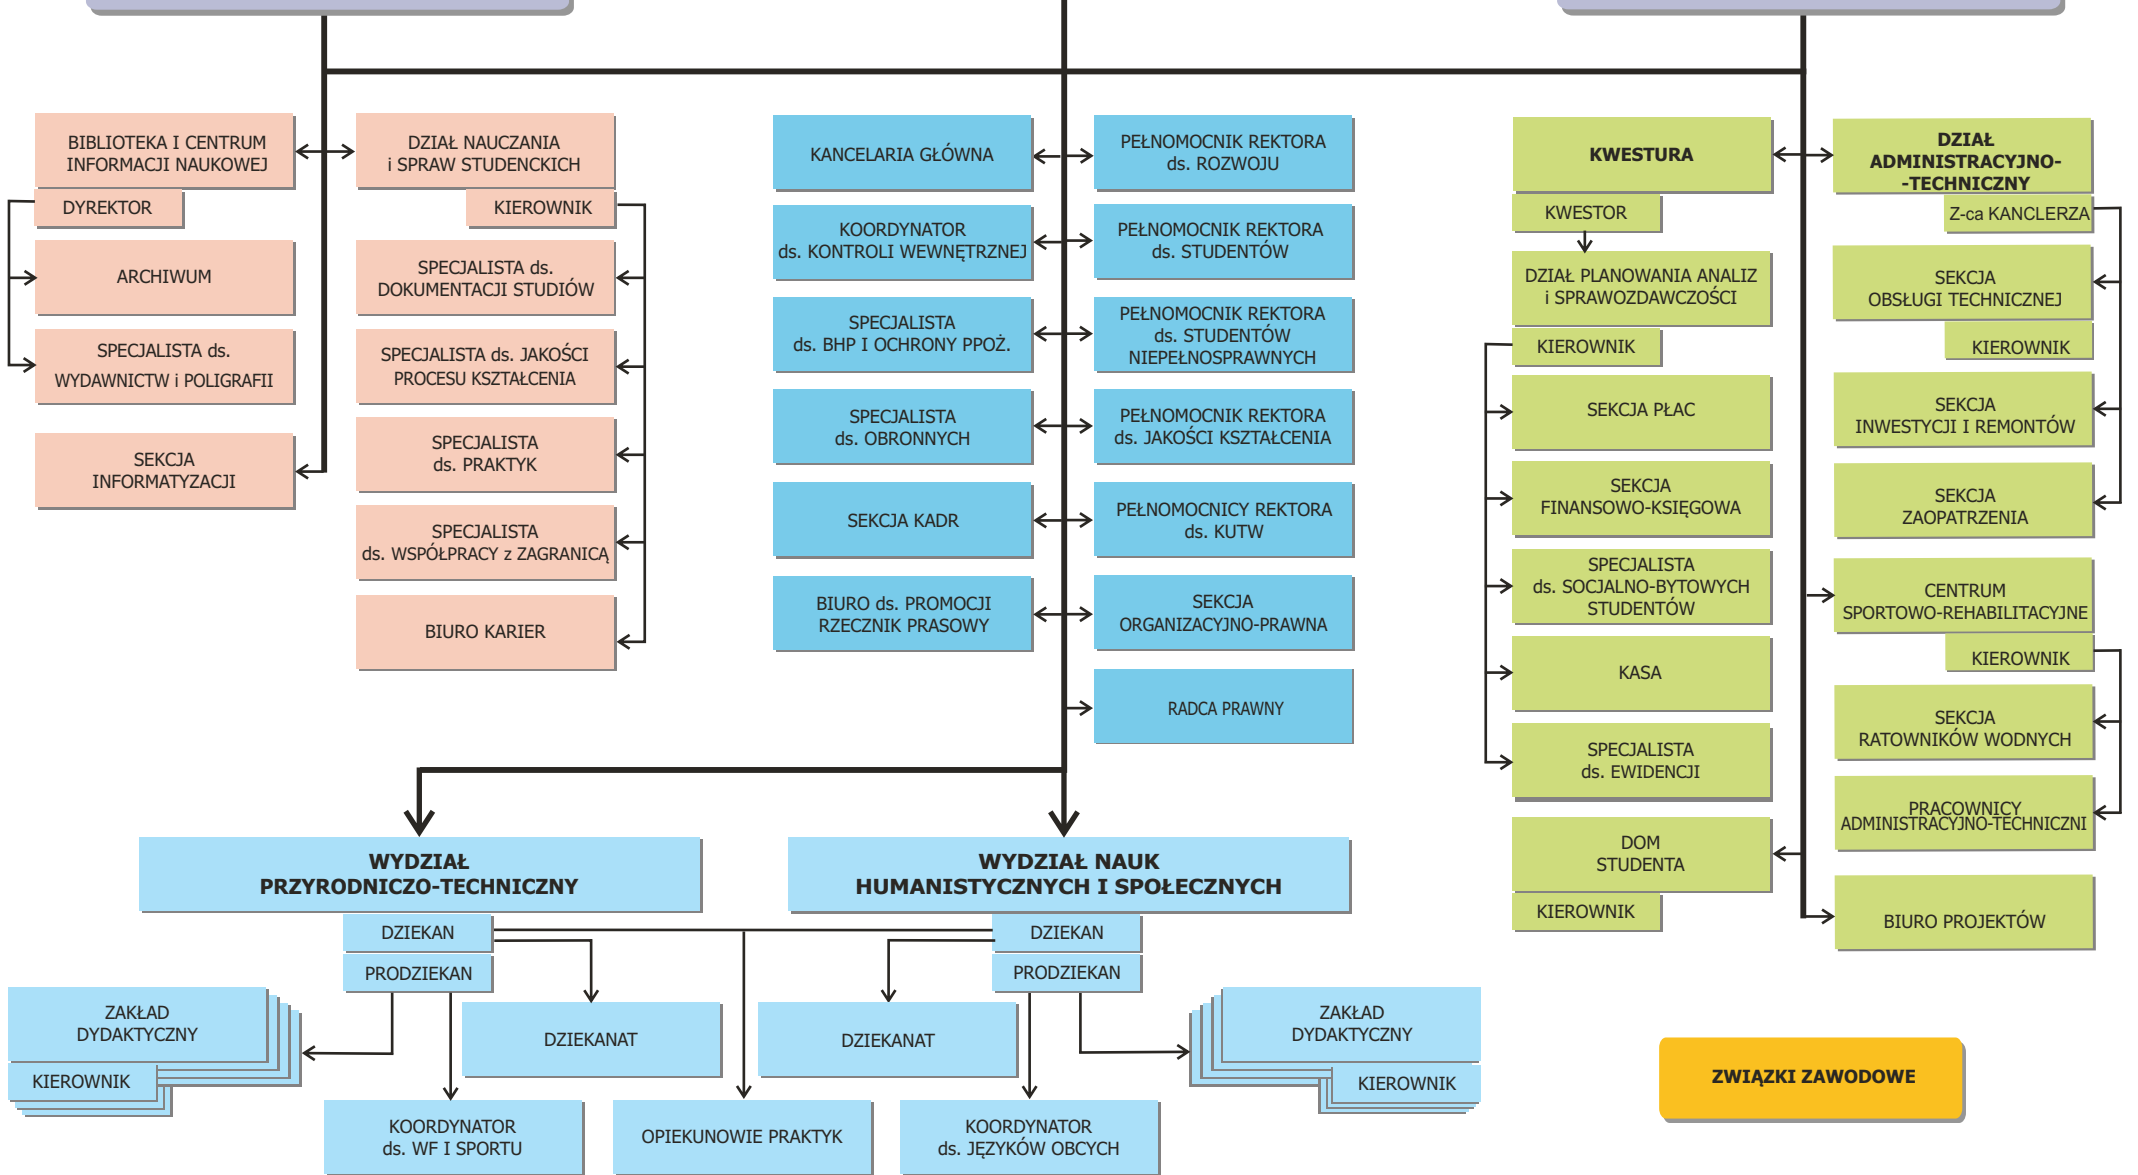 BIBLIOTEKA I CENTRUM
INFORMACJI NAUKOWEJ
DYREKTOR
ARCHIWUM
SPECJALISTA ds.
WYDAWNICTW i POLIGRAFII
SEKCJA
INFORMATYZACJI
DZIAŁ NAUCZANIA
i SPRAW STUDENCKICH
KIEROWNIK
SPECJALISTA ds.
DOKUMENTACJI STUDIÓW
SPECJALISTA ds. JAKOŚCI
PROCESU KSZTAŁCENIA
SPECJALISTA
ds. PRAKTYK
SPECJALISTA
ds. WSPÓŁPRACY z ZAGRANICĄ
BIURO KARIER
KANCELARIA GŁÓWNA
KOORDYNATOR
ds. KONTROLI WEWNĘTRZNEJ
SPECJALISTA
ds. BHP I OCHRONY PPOŻ.
SPECJALISTA
ds. OBRONNYCH
SEKCJA KADR
BIURO ds. PROMOCJI
RZECZNIK PRASOWY
PEŁNOMOCNIK REKTORA
ds. ROZWOJU
PEŁNOMOCNIK REKTORA
ds. STUDENTÓW
PEŁNOMOCNIK REKTORA
ds. STUDENTÓW
NIEPEŁNOSPRAWNYCH
PEŁNOMOCNIK REKTORA
ds. JAKOŚCI KSZTAŁCENIA
PEŁNOMOCNICY REKTORA
ds. KUTW
SEKCJA
ORGANIZACYJNO-PRAWNA
RADCA PRAWNY
KWESTURA
KWESTOR
DZIAŁ PLANOWANIA ANALIZ
i SPRAWOZDAWCZOŚCI
KIEROWNIK
SEKCJA PŁAC
SEKCJA
FINANSOWO-KSIĘGOWA
SPECJALISTA
ds. SOCJALNO-BYTOWYCH
STUDENTÓW
KASA
SPECJALISTA
ds. EWIDENCJI
DOM
STUDENTA
KIEROWNIK
DZIAŁ
ADMINISTRACYJNO-
-TECHNICZNY
Z-ca KANCLERZA
SEKCJA
OBSŁUGI TECHNICZNEJ
KIEROWNIK
SEKCJA
INWESTYCJI I REMONTÓW
SEKCJA
ZAOPATRZENIA
CENTRUM
SPORTOWO-REHABILITACYJNE
KIEROWNIK
SEKCJA
RATOWNIKÓW WODNYCH
PRACOWNICY
ADMINISTRACYJNO-TECHNICZNI
BIURO PROJEKTÓW
WYDZIAŁ
PRZYRODNICZO-TECHNICZNY
DZIEKAN
PRODZIEKAN
WYDZIAŁ NAUK
HUMANISTYCZNYCH I SPOŁECZNYCH
DZIEKAN
PRODZIEKAN
ZAKŁAD
DYDAKTYCZNY
KIEROWNIK
DZIEKANAT
DZIEKANAT
ZAKŁAD
DYDAKTYCZNY
KIEROWNIK
KOORDYNATOR
ds. WF I SPORTU
OPIEKUNOWIE PRAKTYK
KOORDYNATOR
ds. JĘZYKÓW OBCYCH
ZWIĄZKI ZAWODOWE